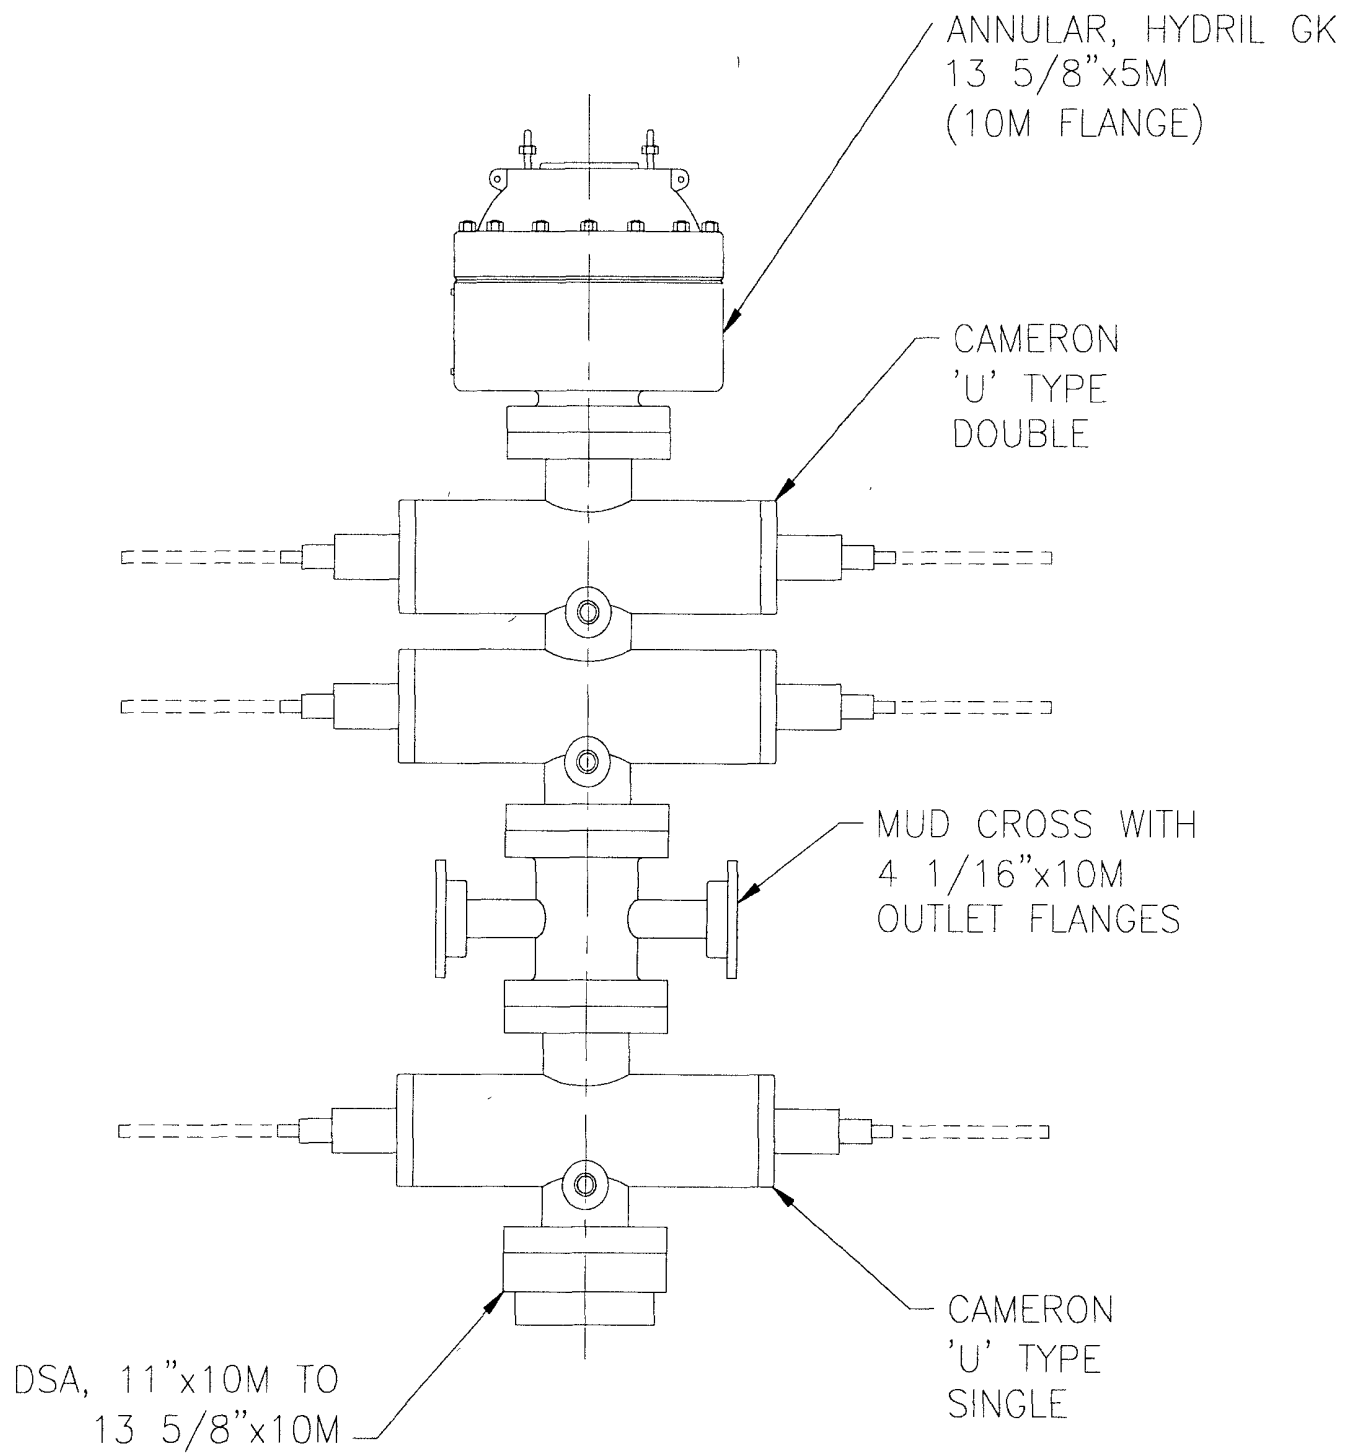 ANNULAR, HYDRIL GK
13 5/8"x5M
(10M FLANGE)
CAMERON
'U' TYPE
DOUBLE
MUD CROSS WITH
4 1/16"x10M
OUTLET FLANGES
CAMERON
'U' TYPE
SINGLE
DSA, 11"x10M TO
13 5/8"x10M